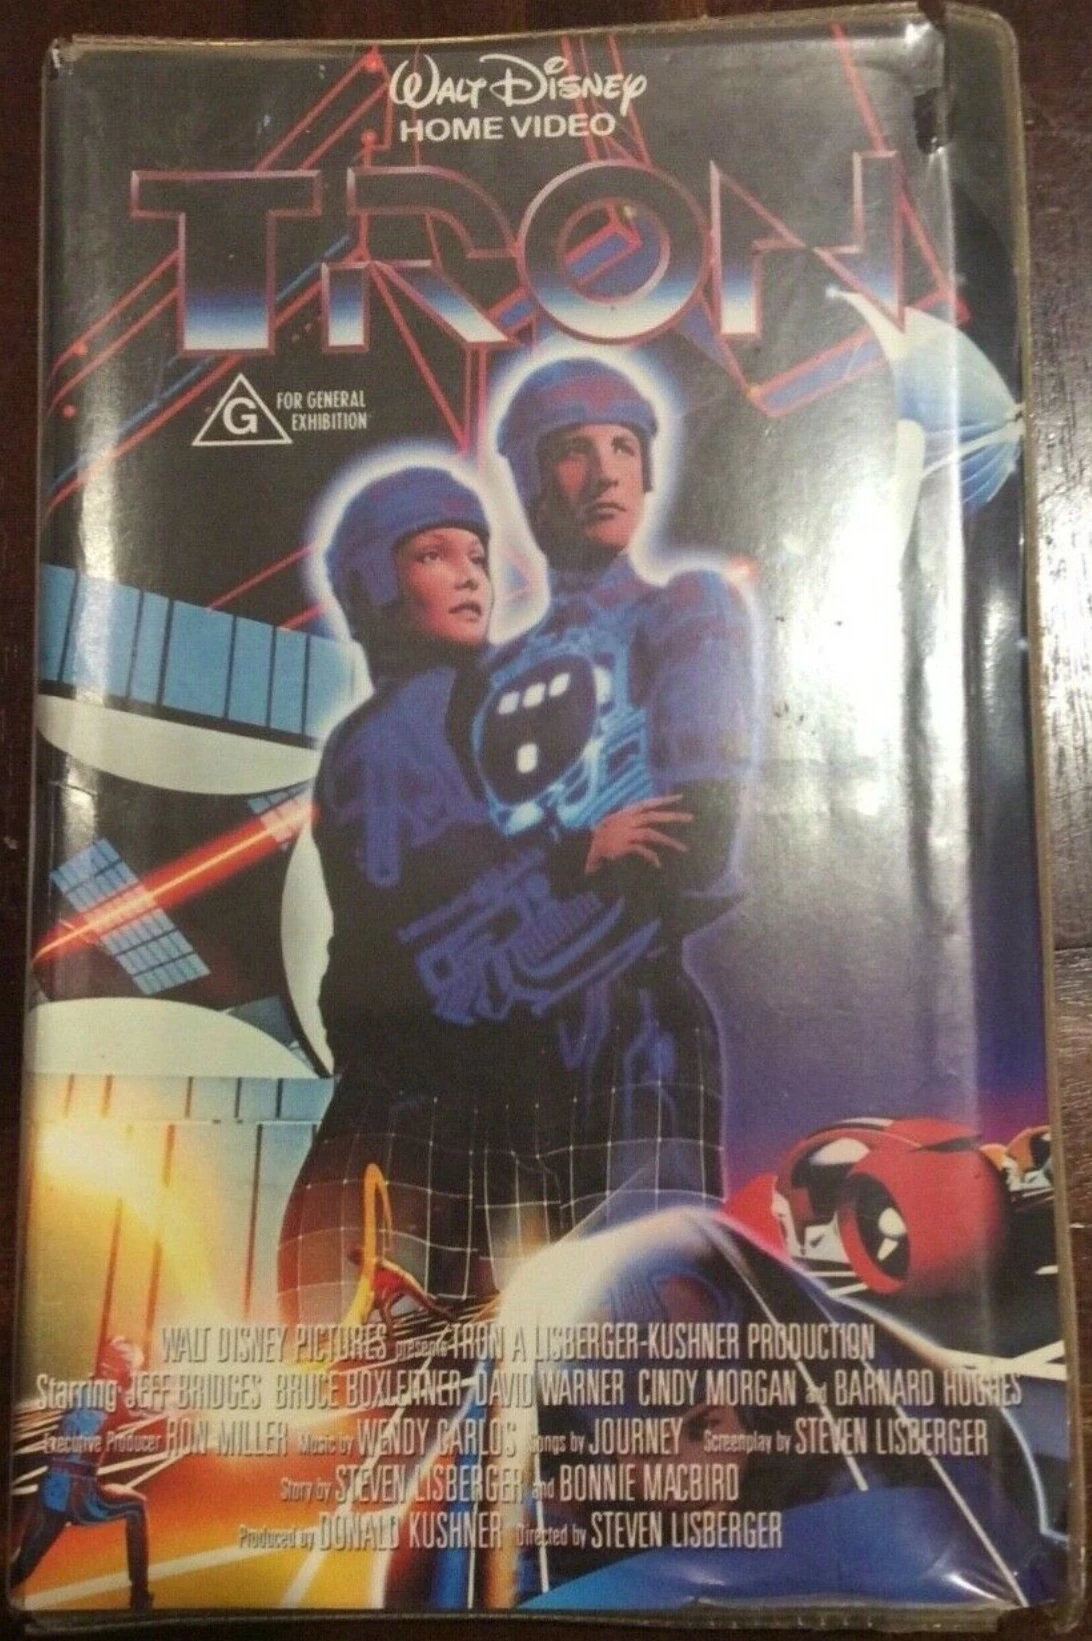 WALT DISNEY
HOME VIDEO
TRON
G FOR GENERAL
EXHIBITION
WALT DISNEY PICTURES presents TRON A LISBERGER-KUSHNER PRODUCTION
Starring JEFF BRIDGES BRUCE BOXLEITNER DAVID WARNER CINDY MORGAN and BARNARD HUGHES
Executive Producer RON MILLER Music by WENDY CARLOS Songs by JOURNEY Screenplay by STEVEN LISBERGER
Story by STEVEN LISBERGER and BONNIE MACBIRD
Produced by DONALD KUSHNER Directed by STEVEN LISBERGER